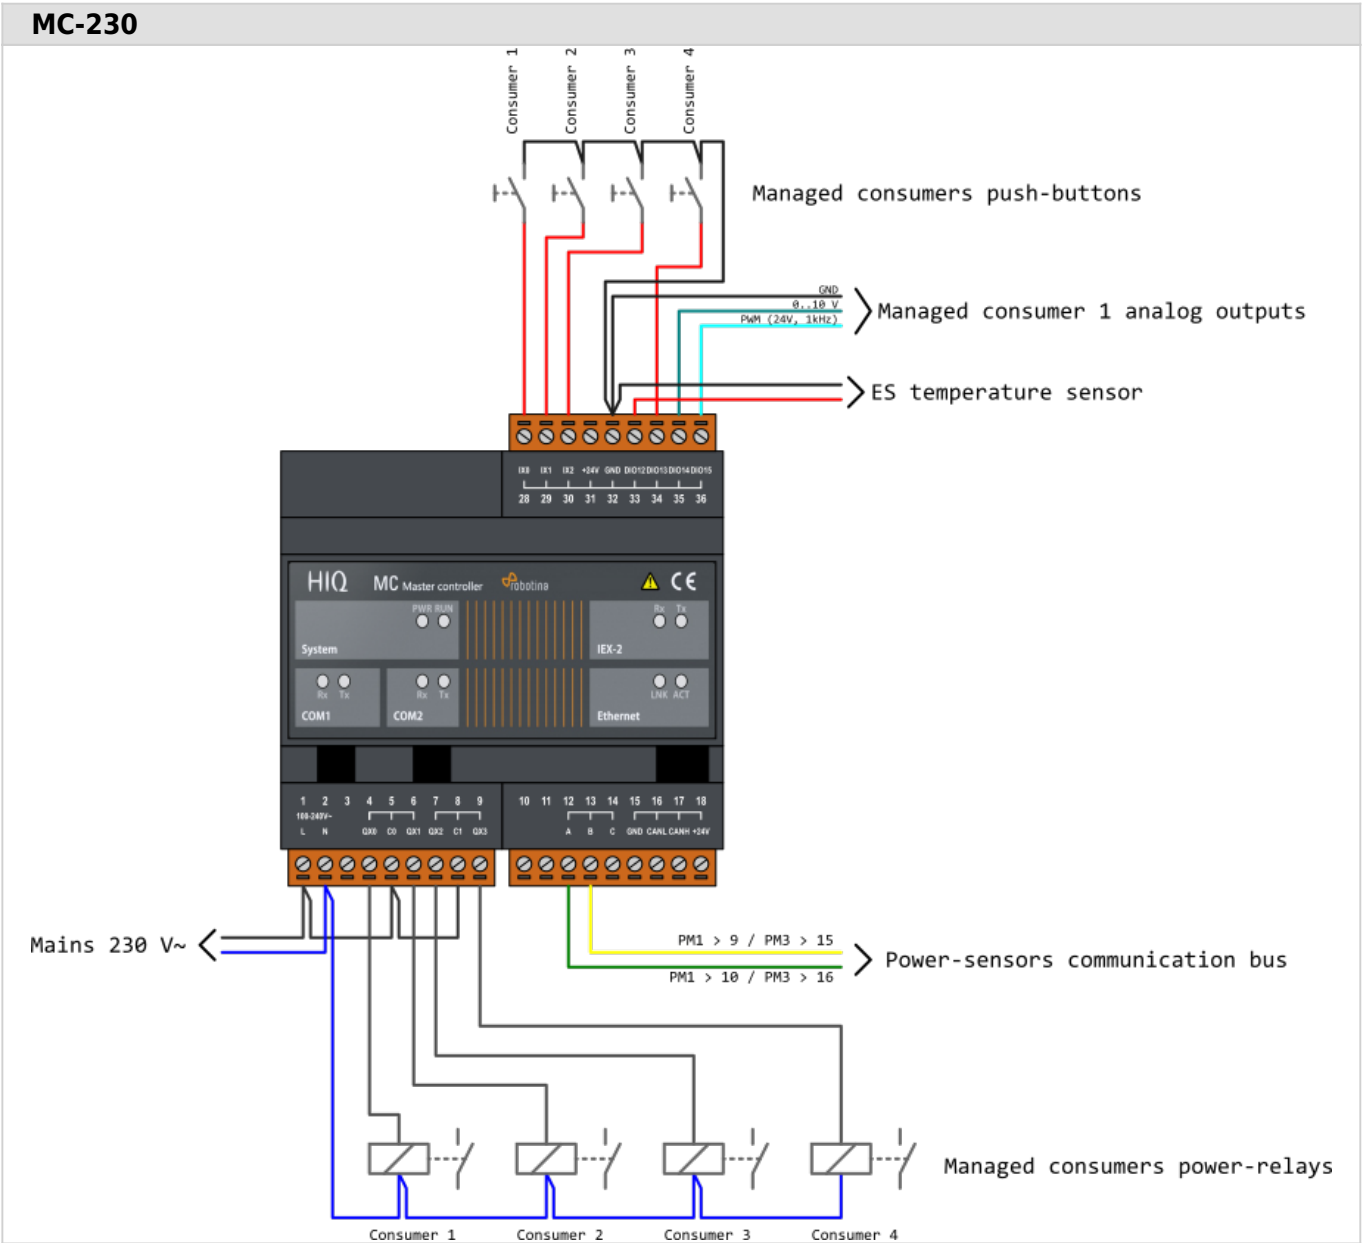 MC-230
Consumer 1
Consumer 2
Consumer 3
Consumer 4
Managed consumers push-buttons
GND
0..10 V
PWM (24V, 1kHz)
Managed consumer 1 analog outputs
ES temperature sensor
IX0 IX1 IX2 +24V GND DIO12 DIO13 DIO14 DIO15
28 29 30 31 32 33 34 35 36
HIQ MC Master controller robotina CE
PWR RUN
System
Rx Tx
IEX-2
Rx Tx
COM1
Rx Tx
COM2
LNK ACT
Ethernet
1 2 3 4 5 6 7 8 9
100-240V~
L N QX0 C0 QX1 QX2 C1 QX3
10 11 12 13 14 15 16 17 18
A B C GND CANL CANH +24V
Mains 230 V~
PM1 > 9 / PM3 > 15
PM1 > 10 / PM3 > 16
Power-sensors communication bus
Managed consumers power-relays
Consumer 1
Consumer 2
Consumer 3
Consumer 4